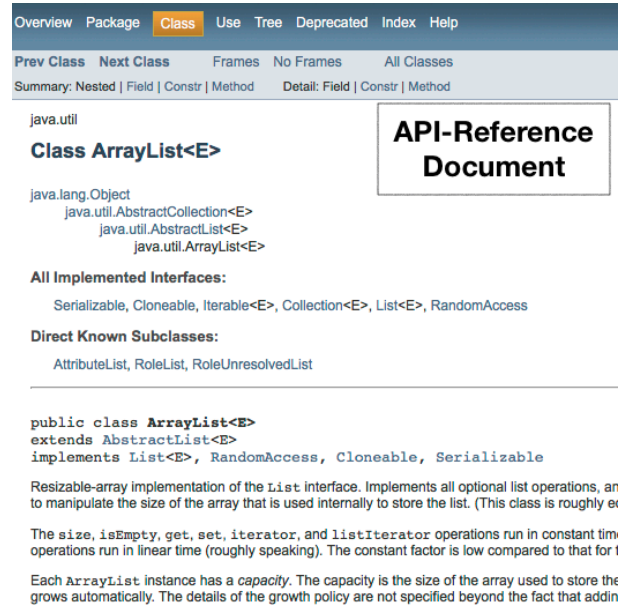 Overview Package Class Use Tree Deprecated Index Help
Prev Class Next Class Frames No Frames All Classes
Summary: Nested | Field | Constr | Method Detail: Field | Constr | Method
java.util
Class ArrayList<E>
API-Reference
Document
java.lang.Object
java.util.AbstractCollection<E>
java.util.AbstractList<E>
java.util.ArrayList<E>
All Implemented Interfaces:
Serializable, Cloneable, Iterable<E>, Collection<E>, List<E>, RandomAccess
Direct Known Subclasses:
AttributeList, RoleList, RoleUnresolvedList
public class ArrayList<E>
extends AbstractList<E>
implements List<E>, RandomAccess, Cloneable, Serializable
Resizable-array implementation of the List interface. Implements all optional list operations, an
to manipulate the size of the array that is used internally to store the list. (This class is roughly e
The size, isEmpty, get, set, iterator, and listIterator operations run in constant tim
operations run in linear time (roughly speaking). The constant factor is low compared to that for
Each ArrayList instance has a capacity. The capacity is the size of the array used to store the
grows automatically. The details of the growth policy are not specified beyond the fact that addin